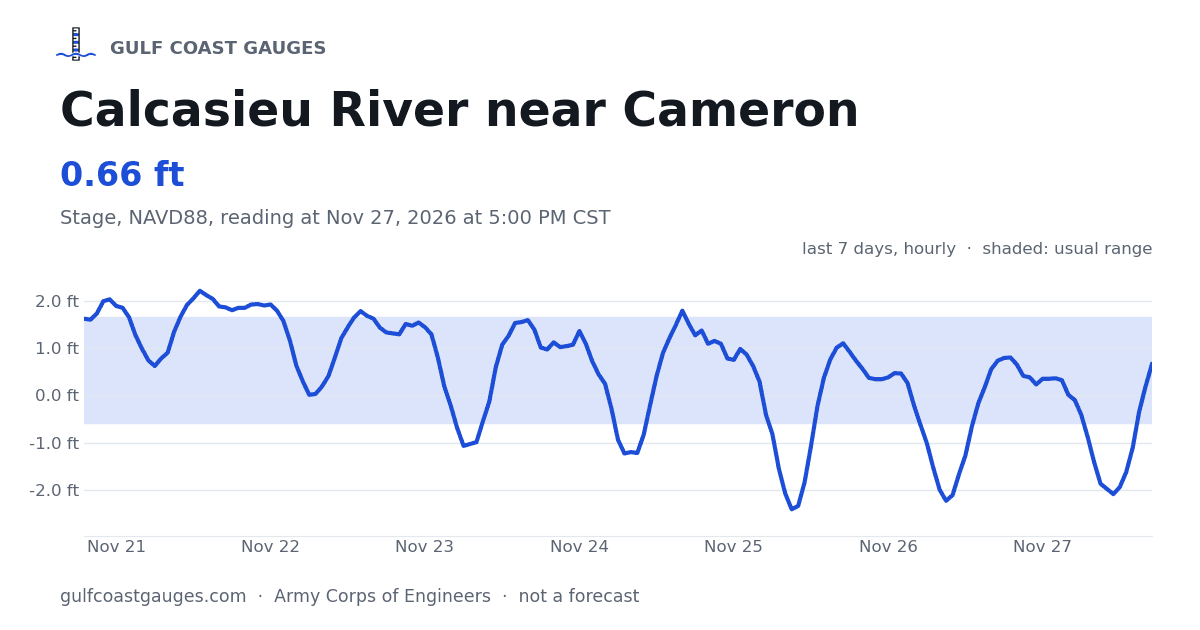 GULF COAST GAUGES
Calcasieu River near Cameron
0.66 ft
Stage, NAVD88, reading at Nov 27, 2026 at 5:00 PM CST
last 7 days, hourly · shaded: usual range
2.0 ft
1.0 ft
0.0 ft
-1.0 ft
-2.0 ft
Nov 21 Nov 22 Nov 23 Nov 24 Nov 25 Nov 26 Nov 27
gulfcoastgauges.com · Army Corps of Engineers · not a forecast